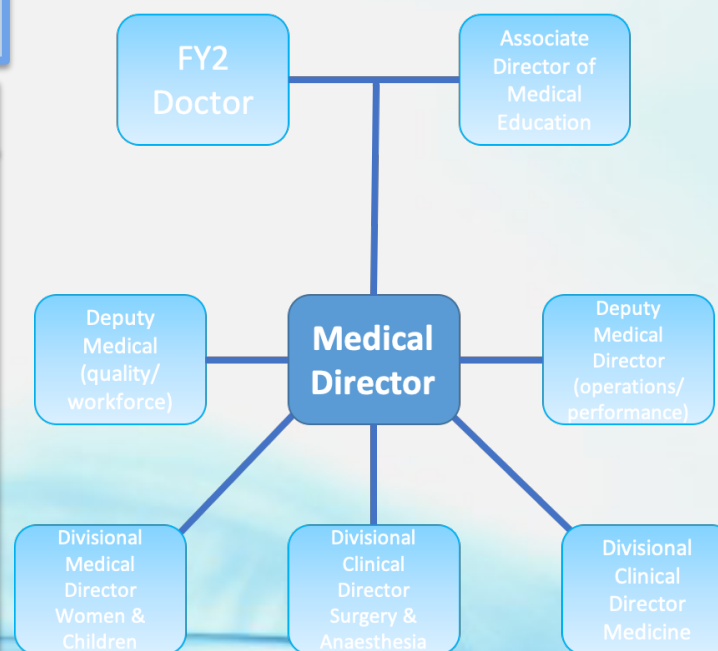 FY2
Doctor
Associate
Director of
Medical
Education
Deputy
Medical
(quality/
workforce)
Medical
Director
Deputy
Medical
Director
(operations/
performance)
Divisional
Medical
Director
Women &
Children
Divisional
Clinical
Director
Surgery &
Anaesthesia
Divisional
Clinical
Director
Medicine